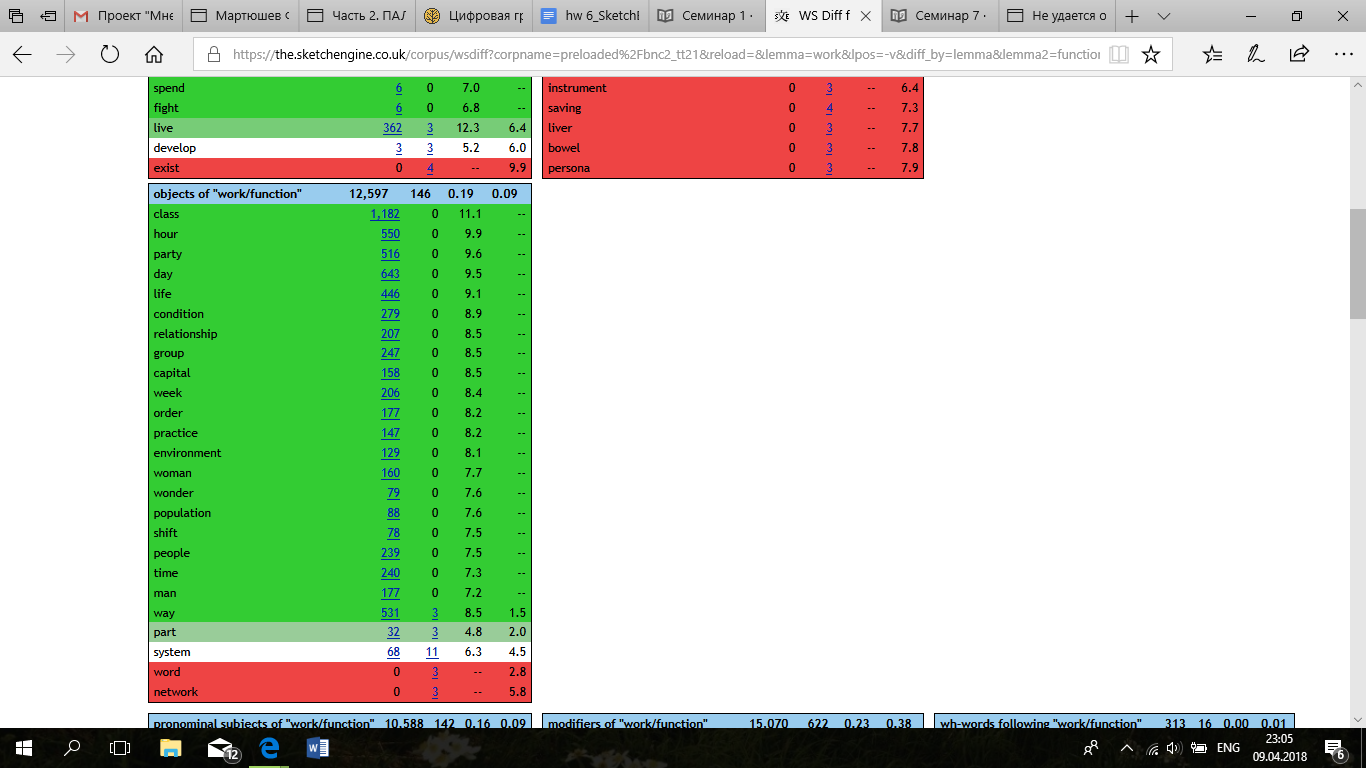 Проект "Мне
Мартюшев Ф
Часть 2. ПАЛ
Цифровая гр
hw 6_SketchE
Семинар 1 ·
WS Diff f
Семинар 7 ·
Не удается о
https://the.sketchengine.co.uk/corpus/wsdiff?corpname=preloaded%2Fbnc2_tt21&reload=&lemma=work&lpos=-v&diff_by=lemma&lemma2=function
spend 6 0 7.0 --
fight 6 0 6.8 --
live 362 3 12.3 6.4
develop 3 3 5.2 6.0
exist 0 4 -- 9.9
instrument 0 3 -- 6.4
saving 0 4 -- 7.3
liver 0 3 -- 7.7
bowel 0 3 -- 7.8
persona 0 3 -- 7.9
objects of "work/function" 12,597 146 0.19 0.09
class 1,182 0 11.1 --
hour 550 0 9.9 --
party 516 0 9.6 --
day 643 0 9.5 --
life 446 0 9.1 --
condition 279 0 8.9 --
relationship 207 0 8.5 --
group 247 0 8.5 --
capital 158 0 8.5 --
week 206 0 8.4 --
order 177 0 8.2 --
practice 147 0 8.2 --
environment 129 0 8.1 --
woman 160 0 7.7 --
wonder 79 0 7.6 --
population 88 0 7.6 --
shift 78 0 7.5 --
people 239 0 7.5 --
time 240 0 7.3 --
man 177 0 7.2 --
way 531 3 8.5 1.5
part 32 3 4.8 2.0
system 68 11 6.3 4.5
word 0 3 -- 2.8
network 0 3 -- 5.8
pronominal subjects of "work/function" 10,588 142 0.16 0.09
modifiers of "work/function" 15,070 622 0.23 0.38
wh-words following "work/function" 313 16 0.00 0.01
12
ENG
23:05
09.04.2018
6